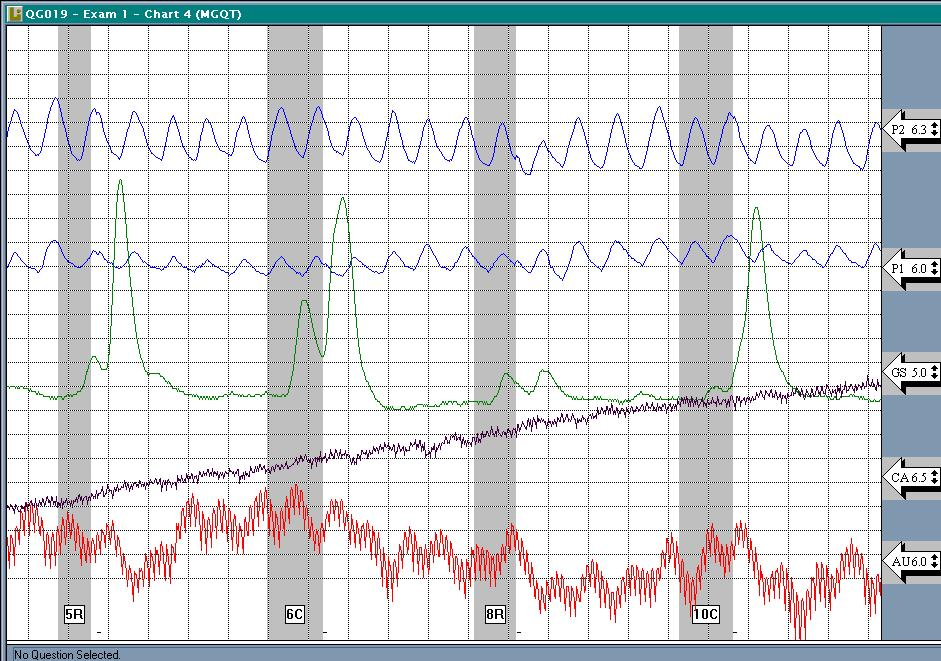 QG019 - Exam 1 - Chart 4 (MGQT)
P2 6.3
P1 6.0
GS 5.0
CA 6.5
AU 6.0
5R
6C
8R
10C
No Question Selected.